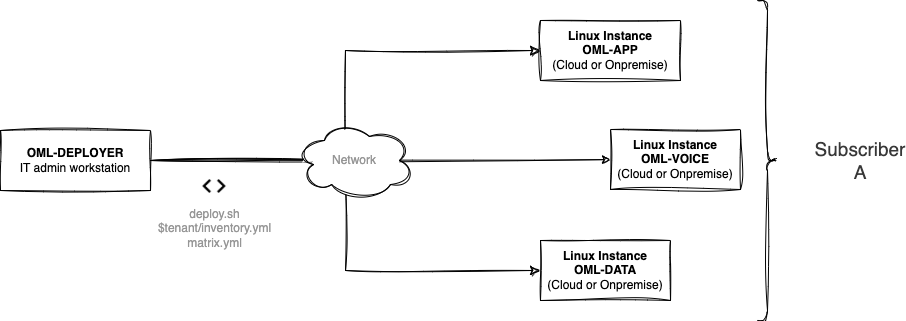 Linux Instance
OML-APP
(Cloud or Onpremise)
OML-DEPLOYER
IT admin workstation
Network
Linux Instance
OML-VOICE
(Cloud or Onpremise)
Subscriber
A
<>
deploy.sh
$tenant/inventory.yml
matrix.yml
Linux Instance
OML-DATA
(Cloud or Onpremise)